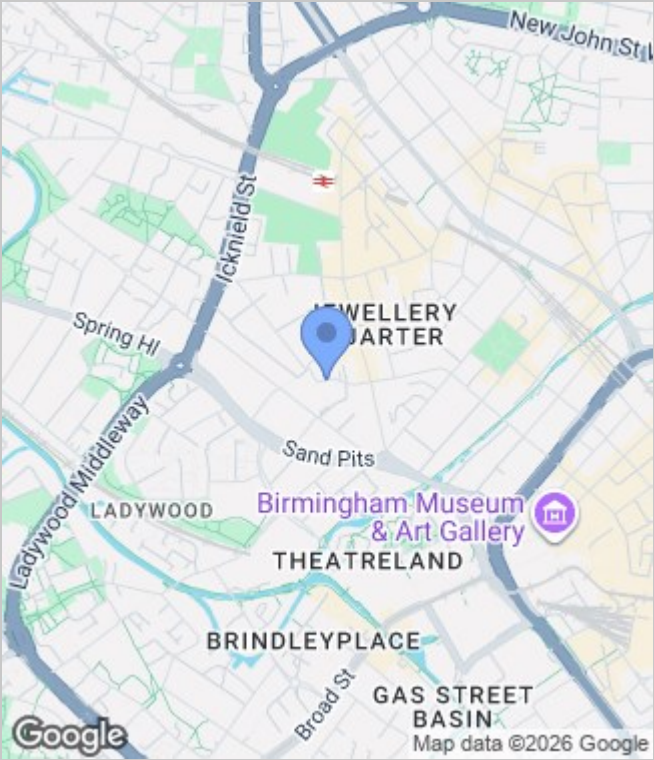 New John St W
Icknield St
JEWELLERY
QUARTER
Spring Hl
Ladywood Middleway
Sand Pits
LADYWOOD
Birmingham Museum
& Art Gallery
THEATRELAND
BRINDLEYPLACE
Broad St
GAS STREET
BASIN
Google
Map data ©2026 Google